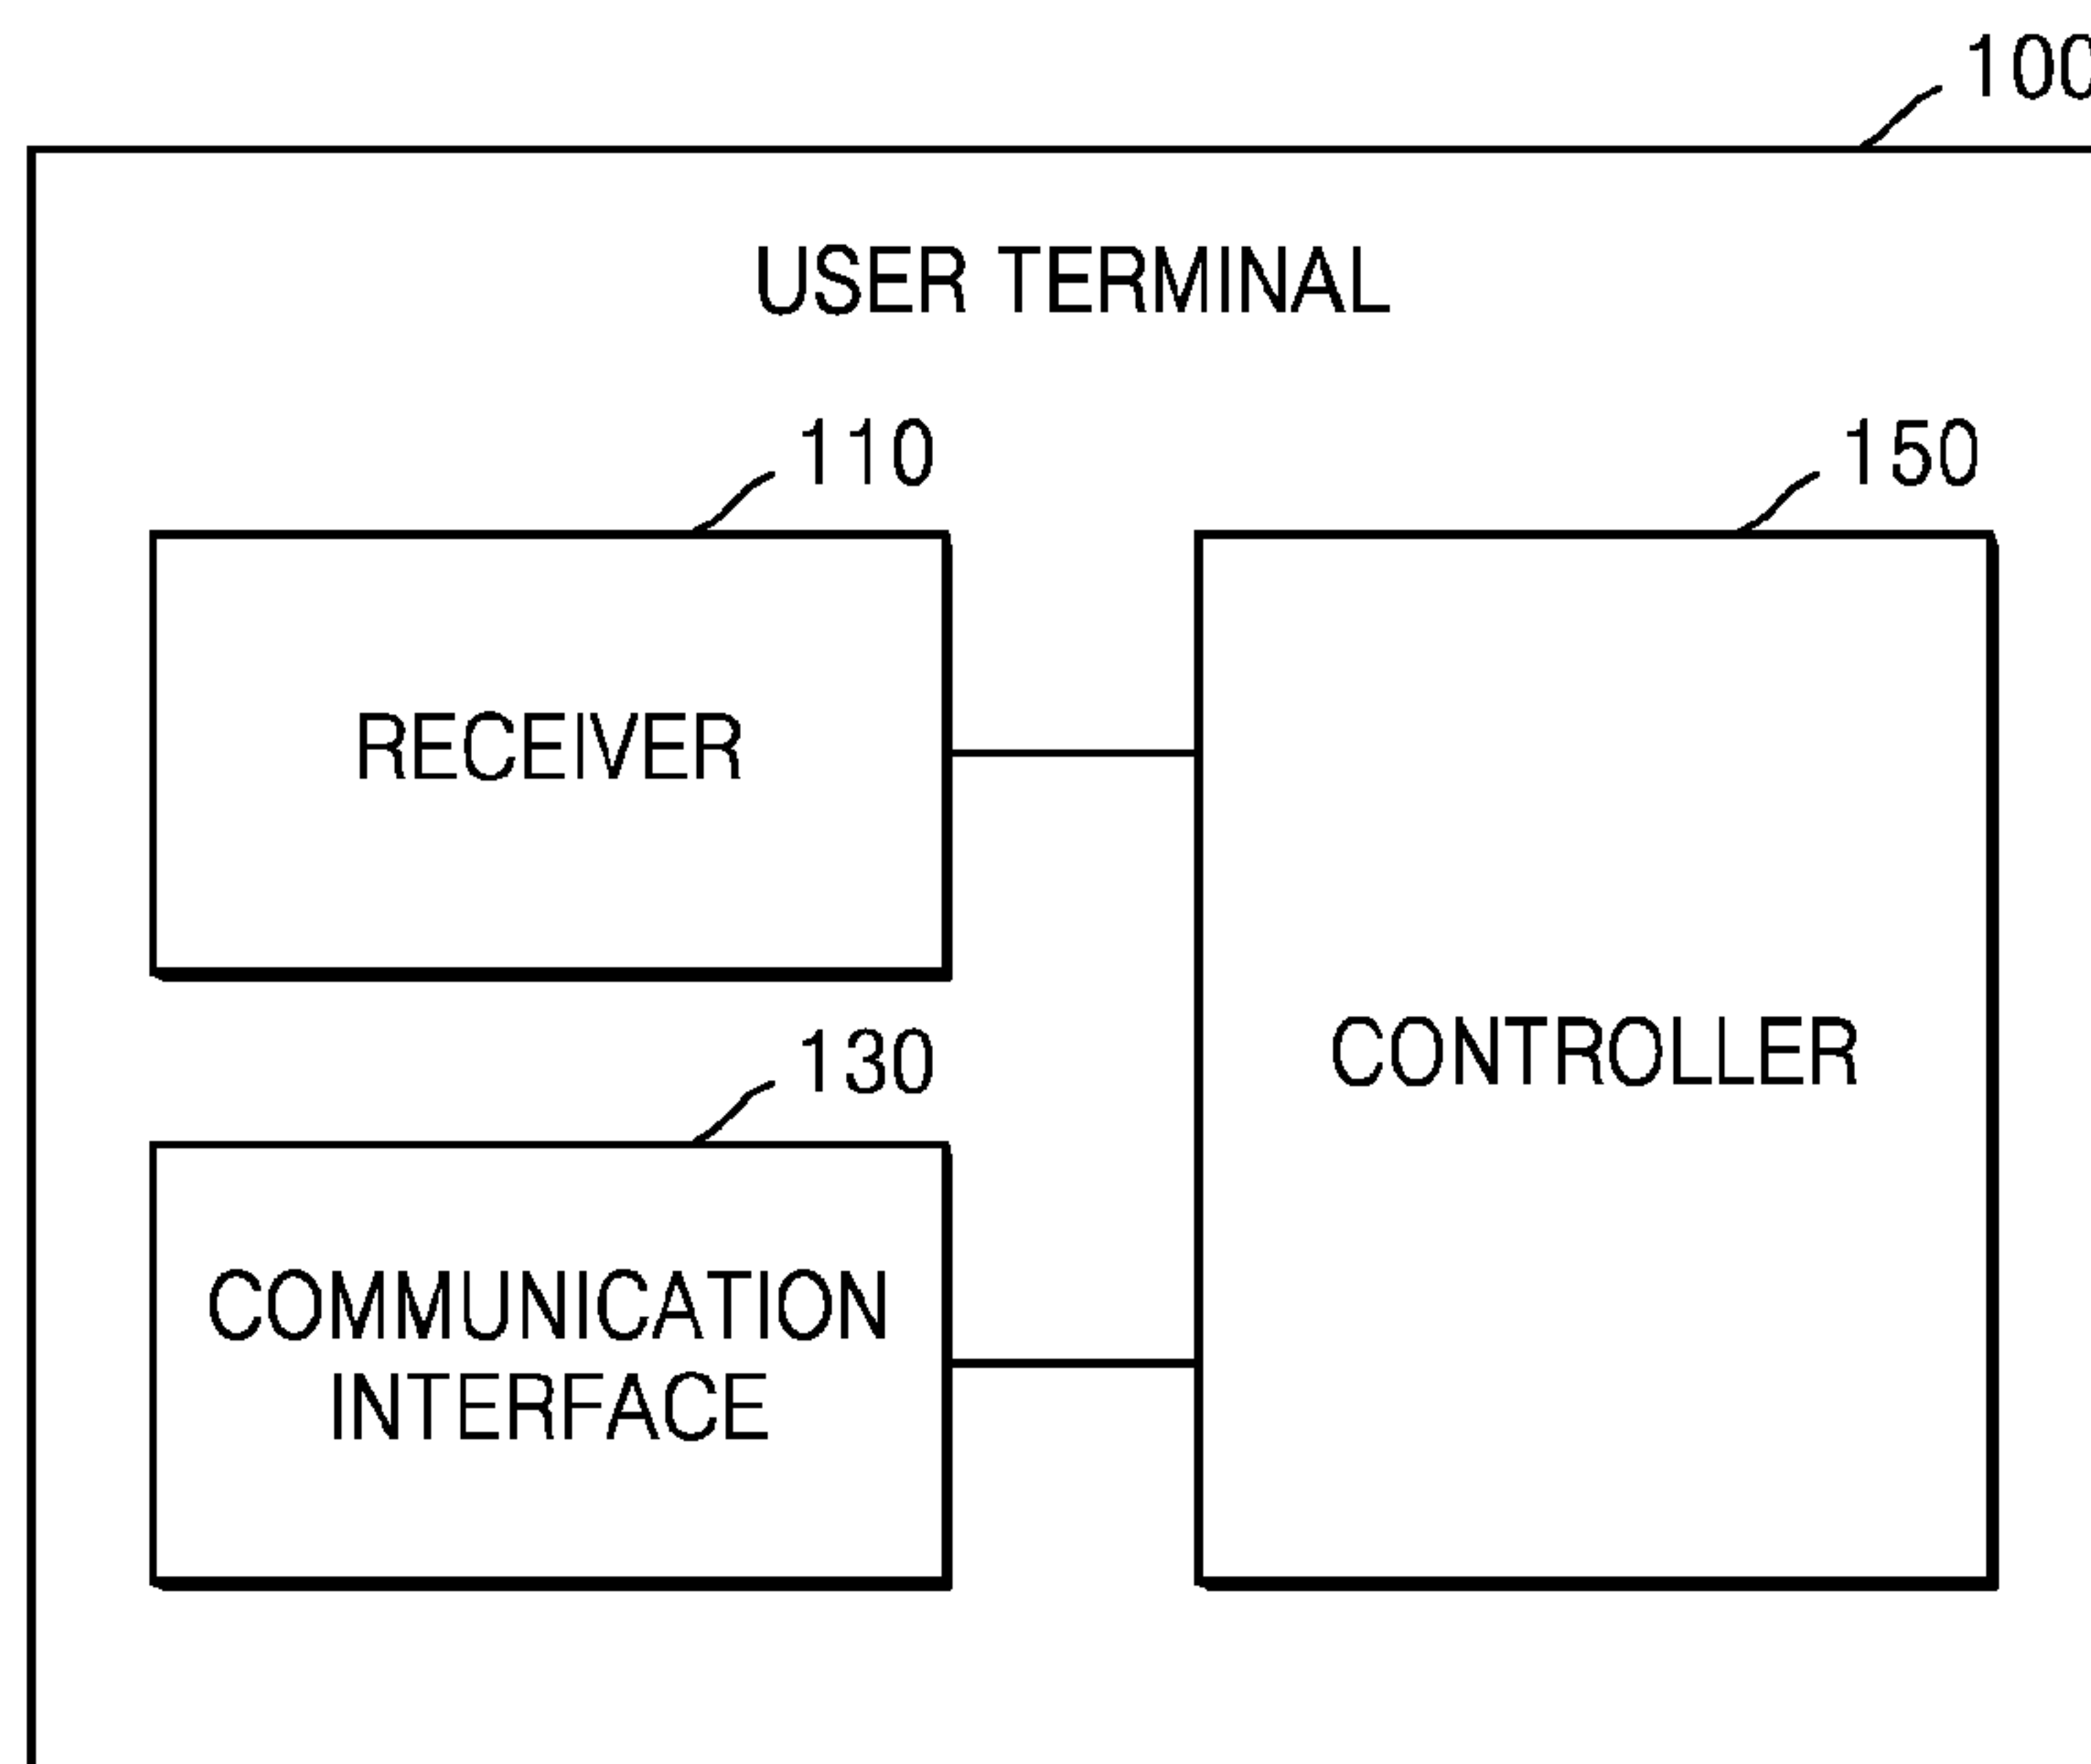 100
USER TERMINAL
110
150
RECEIVER
CONTROLLER
130
COMMUNICATION
INTERFACE